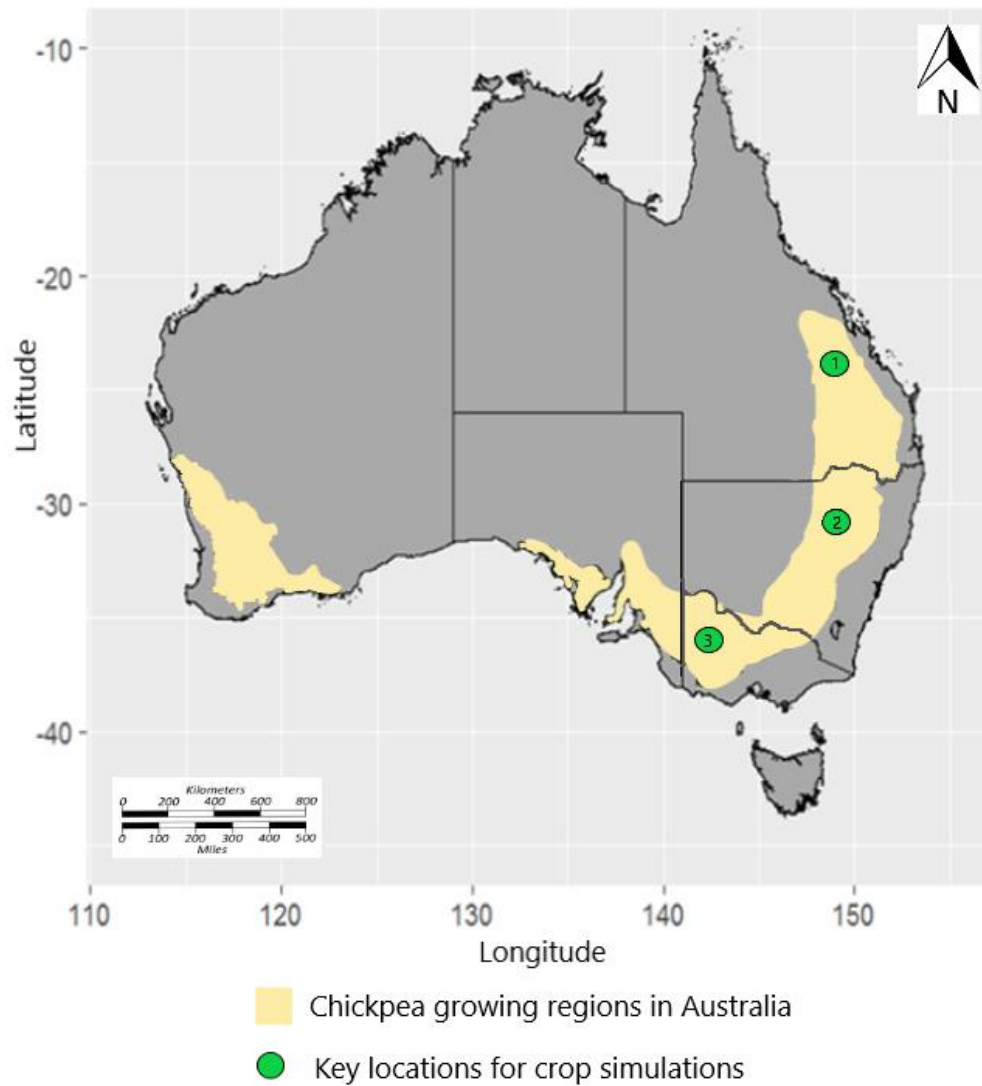 -10
N
-20
Latitude
1
-30
2
3
-40
Kilometers
0 200 400 600 800
0 100 200 300 400 500
Miles
110 120 130 140 150
Longitude
Chickpea growing regions in Australia
Key locations for crop simulations